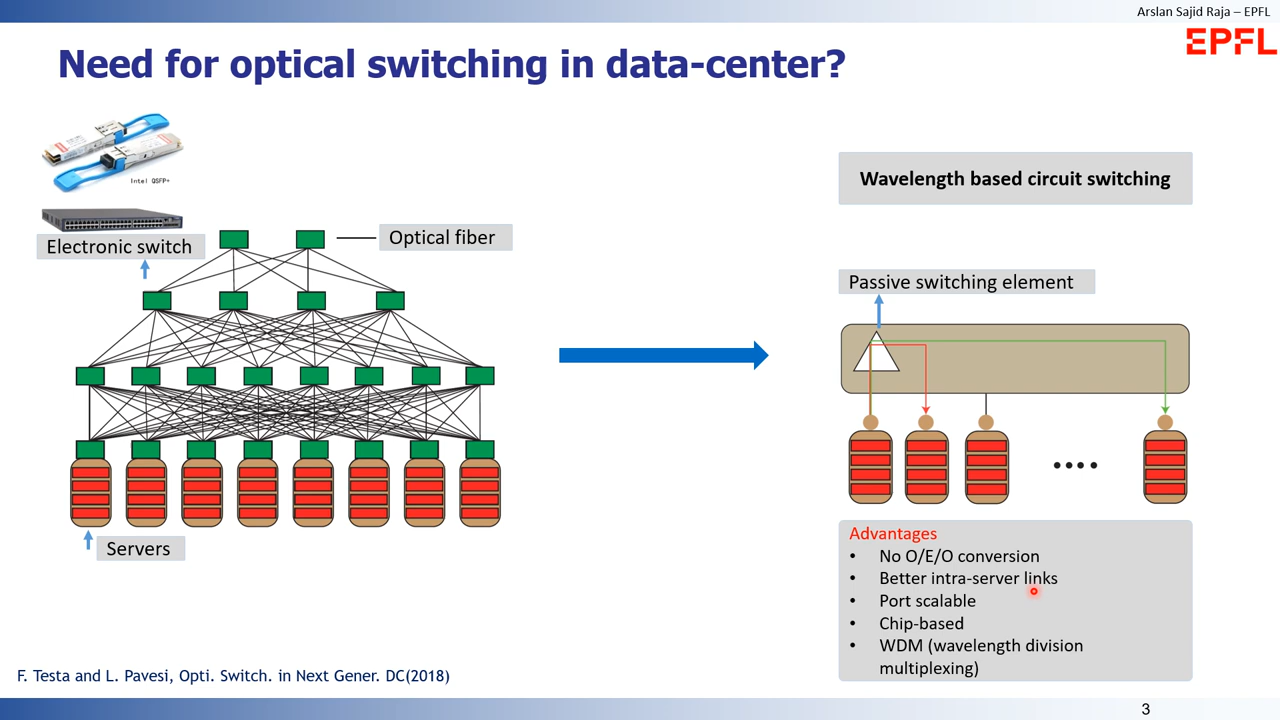 Arslan Sajid Raja – EPFL
EPFL
Need for optical switching in data-center?
Intel QSFP+
Electronic switch
Optical fiber
Servers
Wavelength based circuit switching
Passive switching element
Advantages
• No O/E/O conversion
• Better intra-server links
• Port scalable
• Chip-based
• WDM (wavelength division
multiplexing)
F. Testa and L. Pavesi, Opti. Switch. in Next Gener. DC(2018)
3